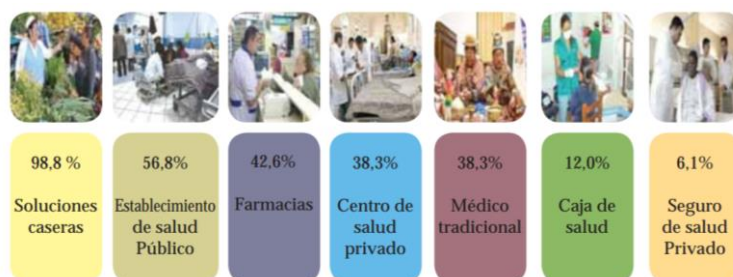 98,8 %
Soluciones
caseras
56,8%
Establecimiento
de salud
Público
42,6%
Farmacias
38,3%
Centro de
salud
privado
38,3%
Médico
tradicional
12,0%
Caja de
salud
6,1%
Seguro
de salud
Privado